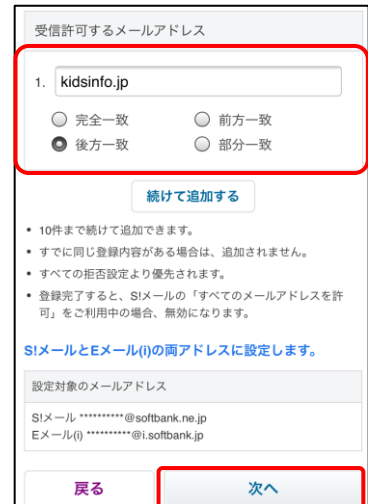 受信許可するメールアドレス
1. kidsinfo.jp
完全一致 前方一致
後方一致 部分一致
続けて追加する
• 10件まで続けて追加できます。
• すでに同じ登録内容がある場合は、追加されません。
• すべての拒否設定より優先されます。
• 登録完了すると、S!メールの「すべてのメールアドレスを許
可」をご利用中の場合、無効になります。
S!メールとEメール(i)の両アドレスに設定します。
設定対象のメールアドレス
S!メール **********@softbank.ne.jp
Eメール(i) **********@i.softbank.jp
戻る 次へ